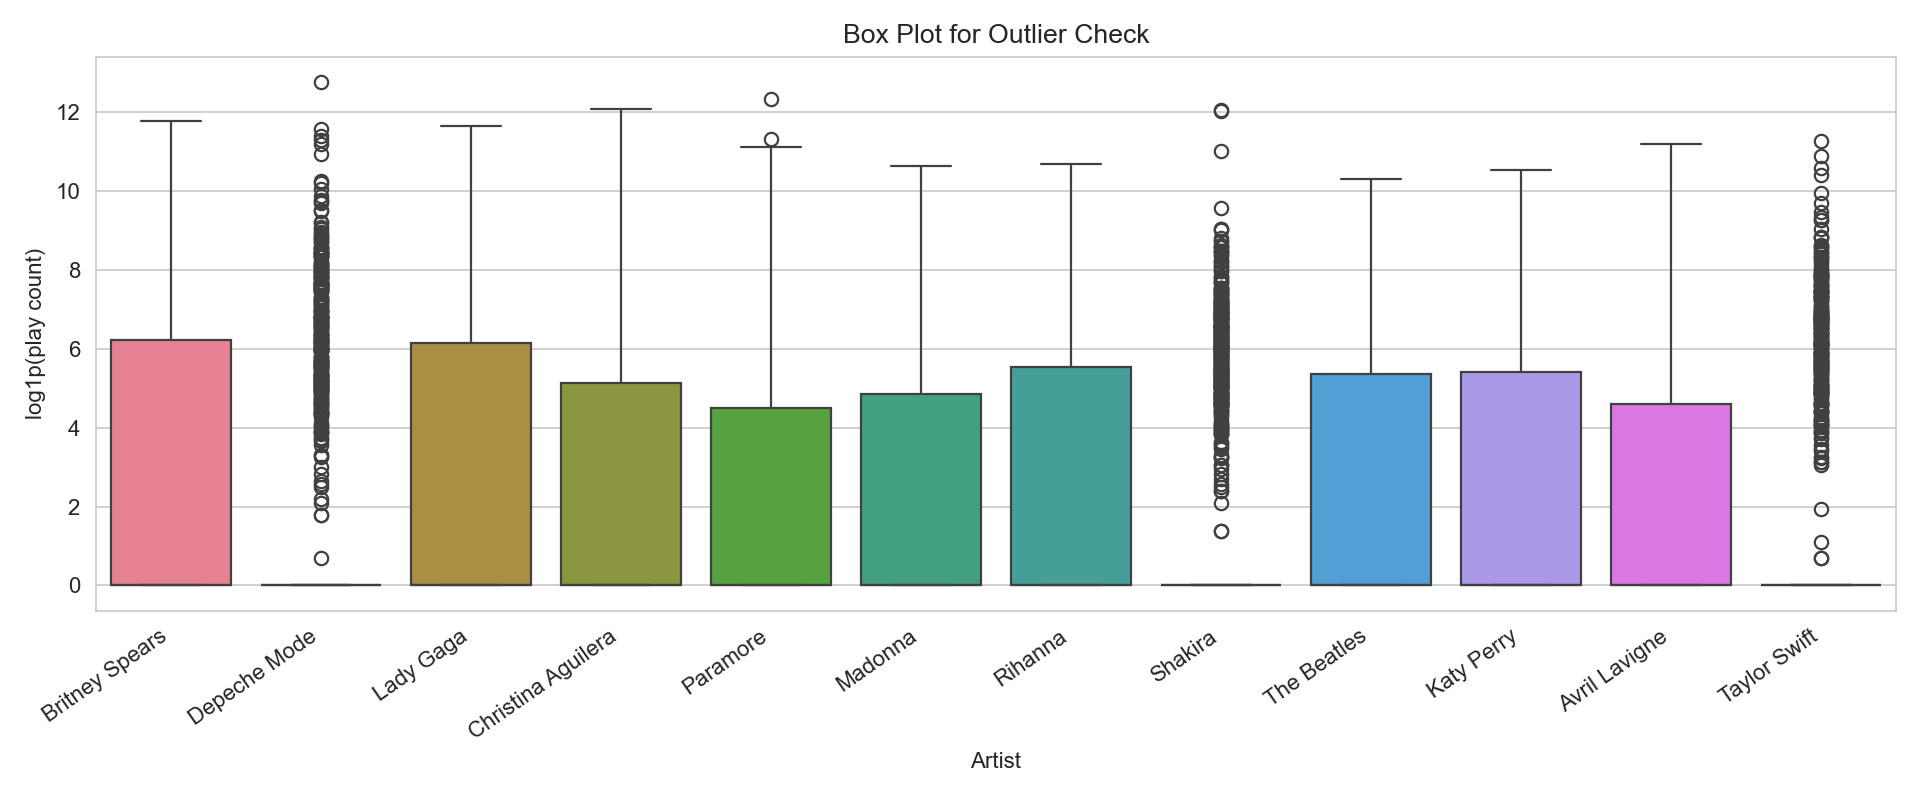 Box Plot for Outlier Check
log1p(play count)
12
10
8
6
4
2
0
Britney Spears
Depeche Mode
Lady Gaga
Christina Aguilera
Paramore
Madonna
Rihanna
Shakira
The Beatles
Katy Perry
Avril Lavigne
Taylor Swift
Artist